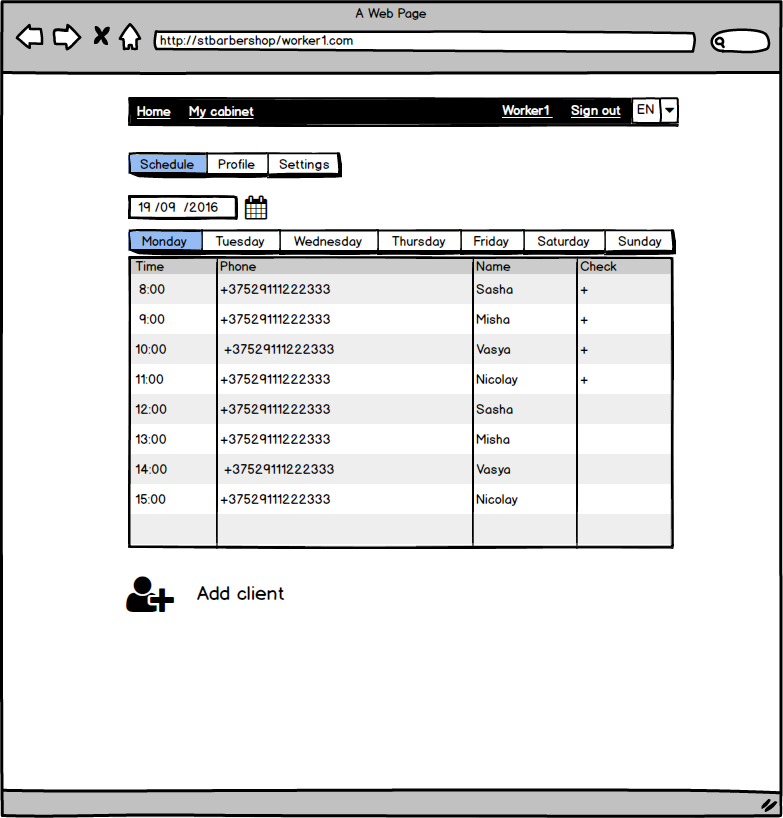 A Web Page
http://stbarbershop/worker1.com
Home My cabinet Worker1 Sign out EN
Schedule Profile Settings
19 /09 /2016
Monday Tuesday Wednesday Thursday Friday Saturday Sunday
Time Phone Name Check
8:00 +37529111222333 Sasha +
9:00 +37529111222333 Misha +
10:00 +37529111222333 Vasya +
11:00 +37529111222333 Nicolay +
12:00 +37529111222333 Sasha
13:00 +37529111222333 Misha
14:00 +37529111222333 Vasya
15:00 +37529111222333 Nicolay
Add client